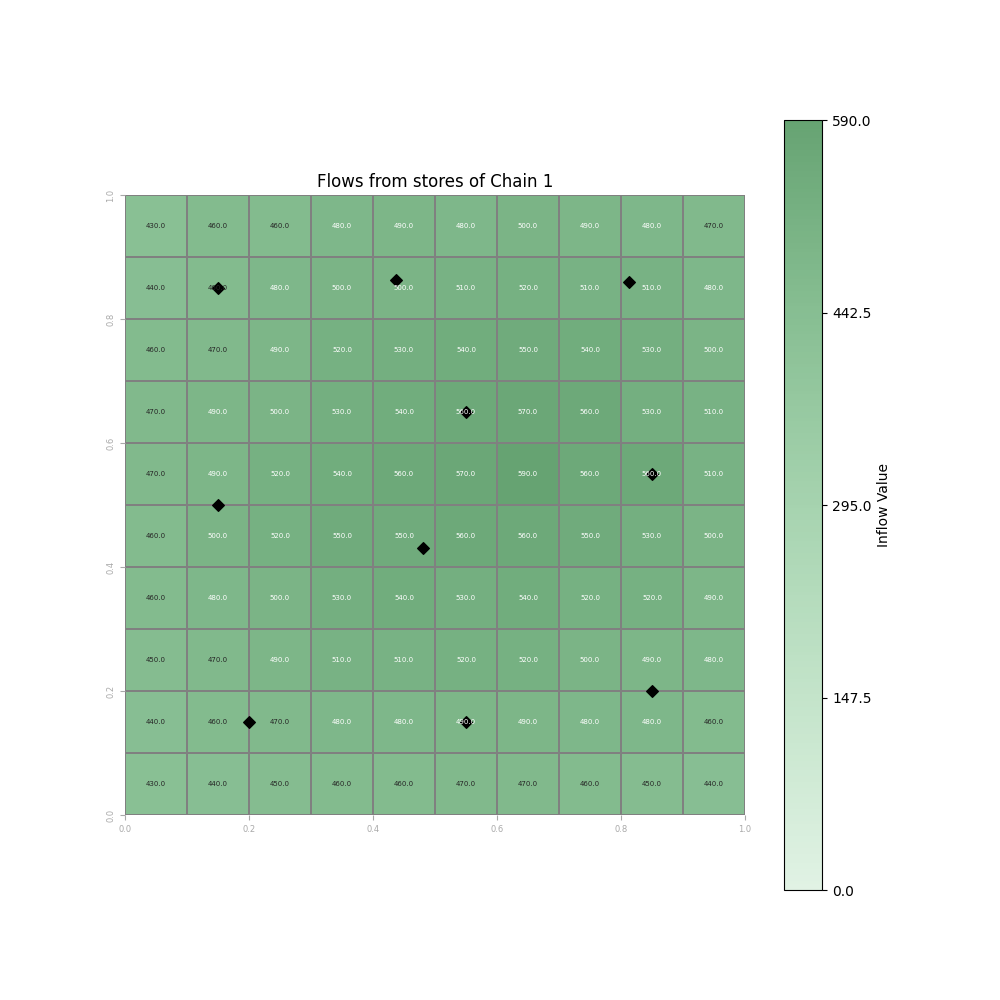 590.0
Flows from stores of Chain 1
1.0
430.0 460.0 460.0 480.0 490.0 480.0 500.0 490.0 480.0 470.0
440.0 480.0 500.0 500.0 510.0 520.0 510.0 510.0 480.0
0.8
442.5
460.0 470.0 490.0 520.0 530.0 540.0 550.0 540.0 530.0 500.0
470.0 490.0 500.0 530.0 540.0 560.0 570.0 560.0 530.0 510.0
0.6
470.0 490.0 520.0 540.0 560.0 570.0 590.0 560.0 560.0 510.0
295.0
Inflow Value
460.0 500.0 520.0 550.0 550.0 560.0 560.0 550.0 530.0 500.0
0.4
460.0 480.0 500.0 530.0 540.0 530.0 540.0 520.0 520.0 490.0
450.0 470.0 490.0 510.0 510.0 520.0 520.0 500.0 490.0 480.0
0.2
147.5
440.0 460.0 470.0 480.0 480.0 490.0 490.0 480.0 480.0 460.0
430.0 440.0 450.0 460.0 460.0 470.0 470.0 460.0 450.0 440.0
0.0
0.0 0.2 0.4 0.6 0.8 1.0
0.0